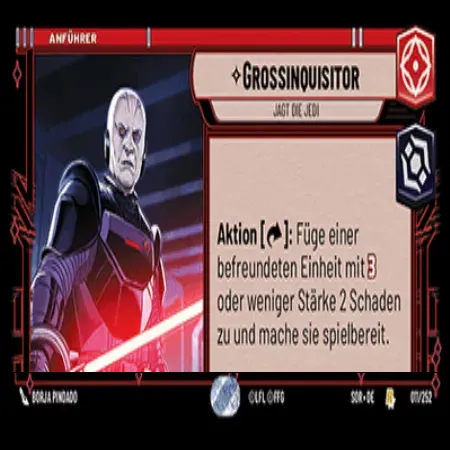 ANFÜHRER
GROSSINQUISITOR
JAGT DIE JEDI
Aktion [ ]: Füge einer
befreundeten Einheit mit 3
oder weniger Stärke 2 Schaden
zu und mache sie spielbereit.
BORJA PINDADO
©LFL ©FFG
SOR • DE
011/252